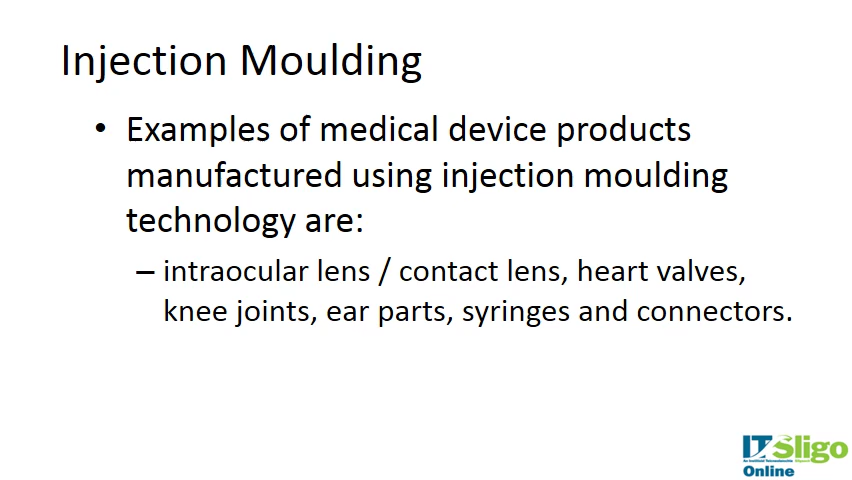 Injection Moulding
• Examples of medical device products
manufactured using injection moulding
technology are:
– intraocular lens / contact lens, heart valves,
knee joints, ear parts, syringes and connectors.
IT Sligo
Online